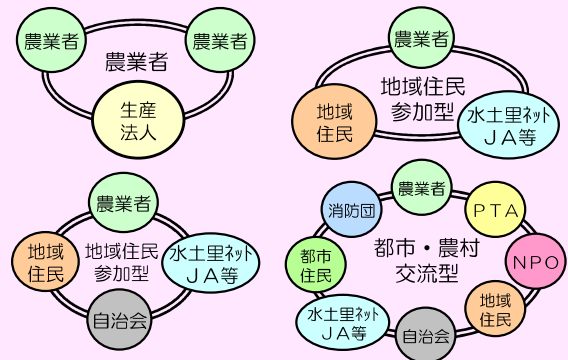 農業者
農業者
農業者
生産
法人
農業者
地域住民
参加型
地域
住民
水土里ネット
ＪＡ等
農業者
地域
住民
地域住民
参加型
水土里ネット
ＪＡ等
自治会
農業者
消防団
ＰＴＡ
都市・農村
交流型
都市
住民
ＮＰＯ
水土里ネット
ＪＡ等
地域
住民
自治会